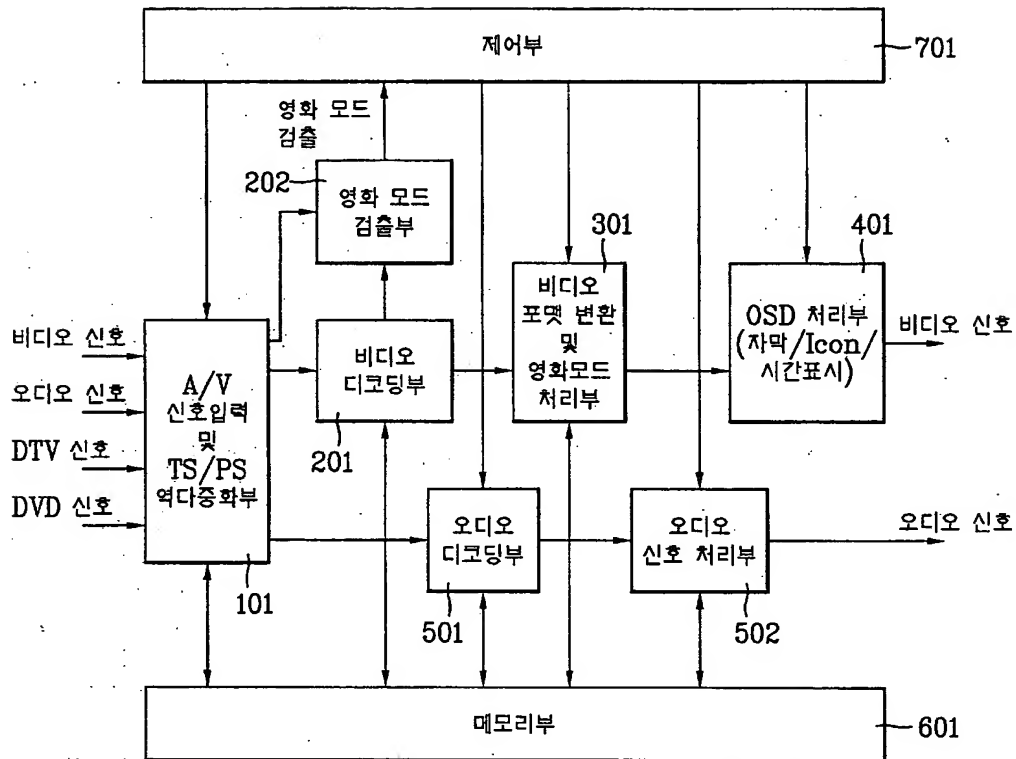 제어부
701
영화 모드
검출
202
영화 모드
검출부
301
401
비디오
포맷 변환
및
영화모드
처리부
OSD 처리부
(자막/Icon/
시간표시)
비디오 신호
비디오 신호
오디오 신호
DTV 신호
DVD 신호
A/V
신호입력
및
TS/PS
역다중화부
비디오
디코딩부
201
오디오
디코딩부
오디오
신호 처리부
오디오 신호
101
501
502
메모리부
601